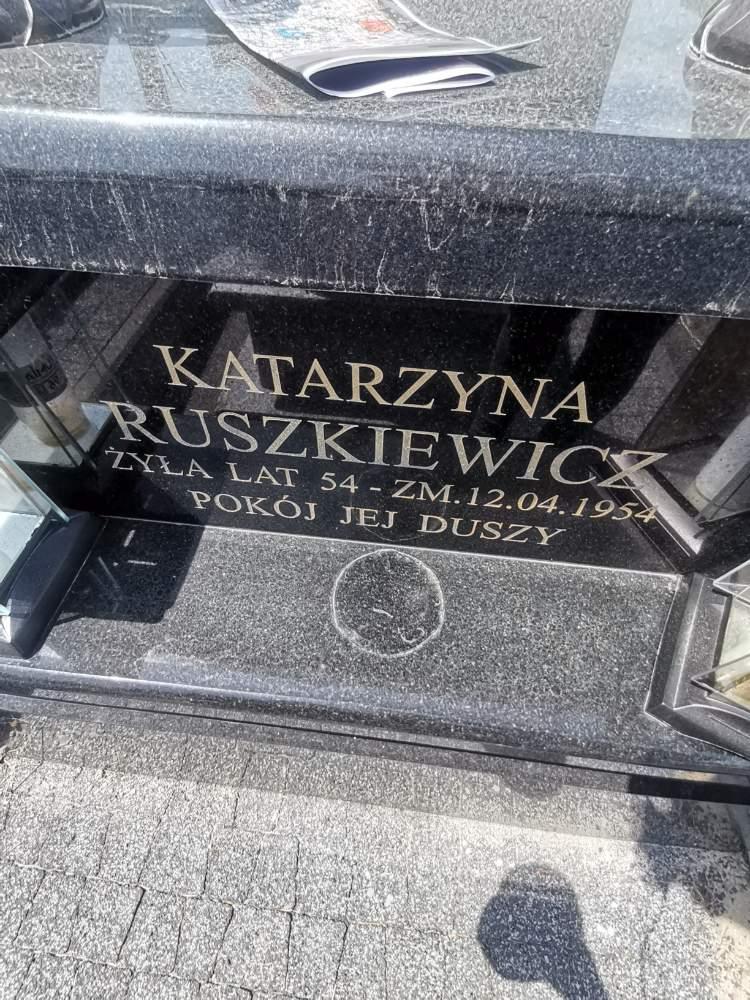 KATARZYNA
RUSZKIEWICZ
ŻYŁA LAT 54 - ZM.12.04.1954
POKÓJ JEJ DUSZY